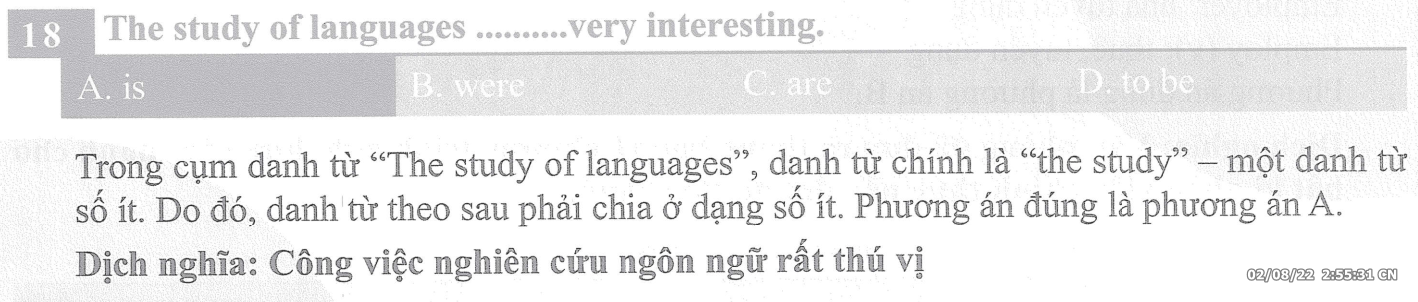 18 The study of languages ..........very interesting.
A. is B. were C. are D. to be
Trong cụm danh từ “The study of languages”, danh từ chính là “the study” – một danh từ
số ít. Do đó, danh từ theo sau phải chia ở dạng số ít. Phương án đúng là phương án A.
Dịch nghĩa: Công việc nghiên cứu ngôn ngữ rất thú vị
02/08/22 2:55:31 CN